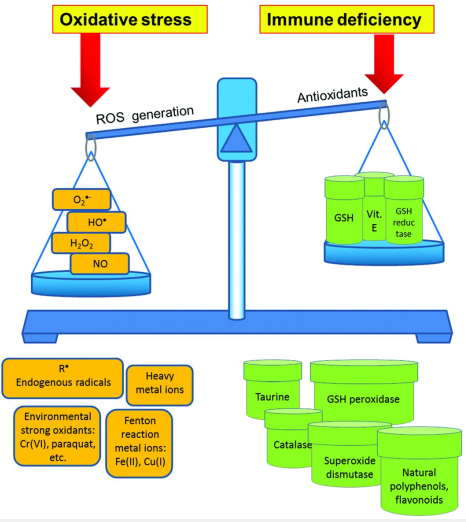 Oxidative stress
Immune deficiency
ROS generation
Antioxidants
O₂•-
HO•
H₂O₂
NO
GSH
Vit.
E
GSH
reduc
tase
R•
Endogenous radicals
Heavy
metal ions
Environmental
strong oxidants:
Cr(VI), paraquat,
etc.
Fenton
reaction
metal ions:
Fe(II), Cu(I)
Taurine
GSH peroxidase
Catalase
Superoxide
dismutase
Natural
polyphenols,
flavonoids